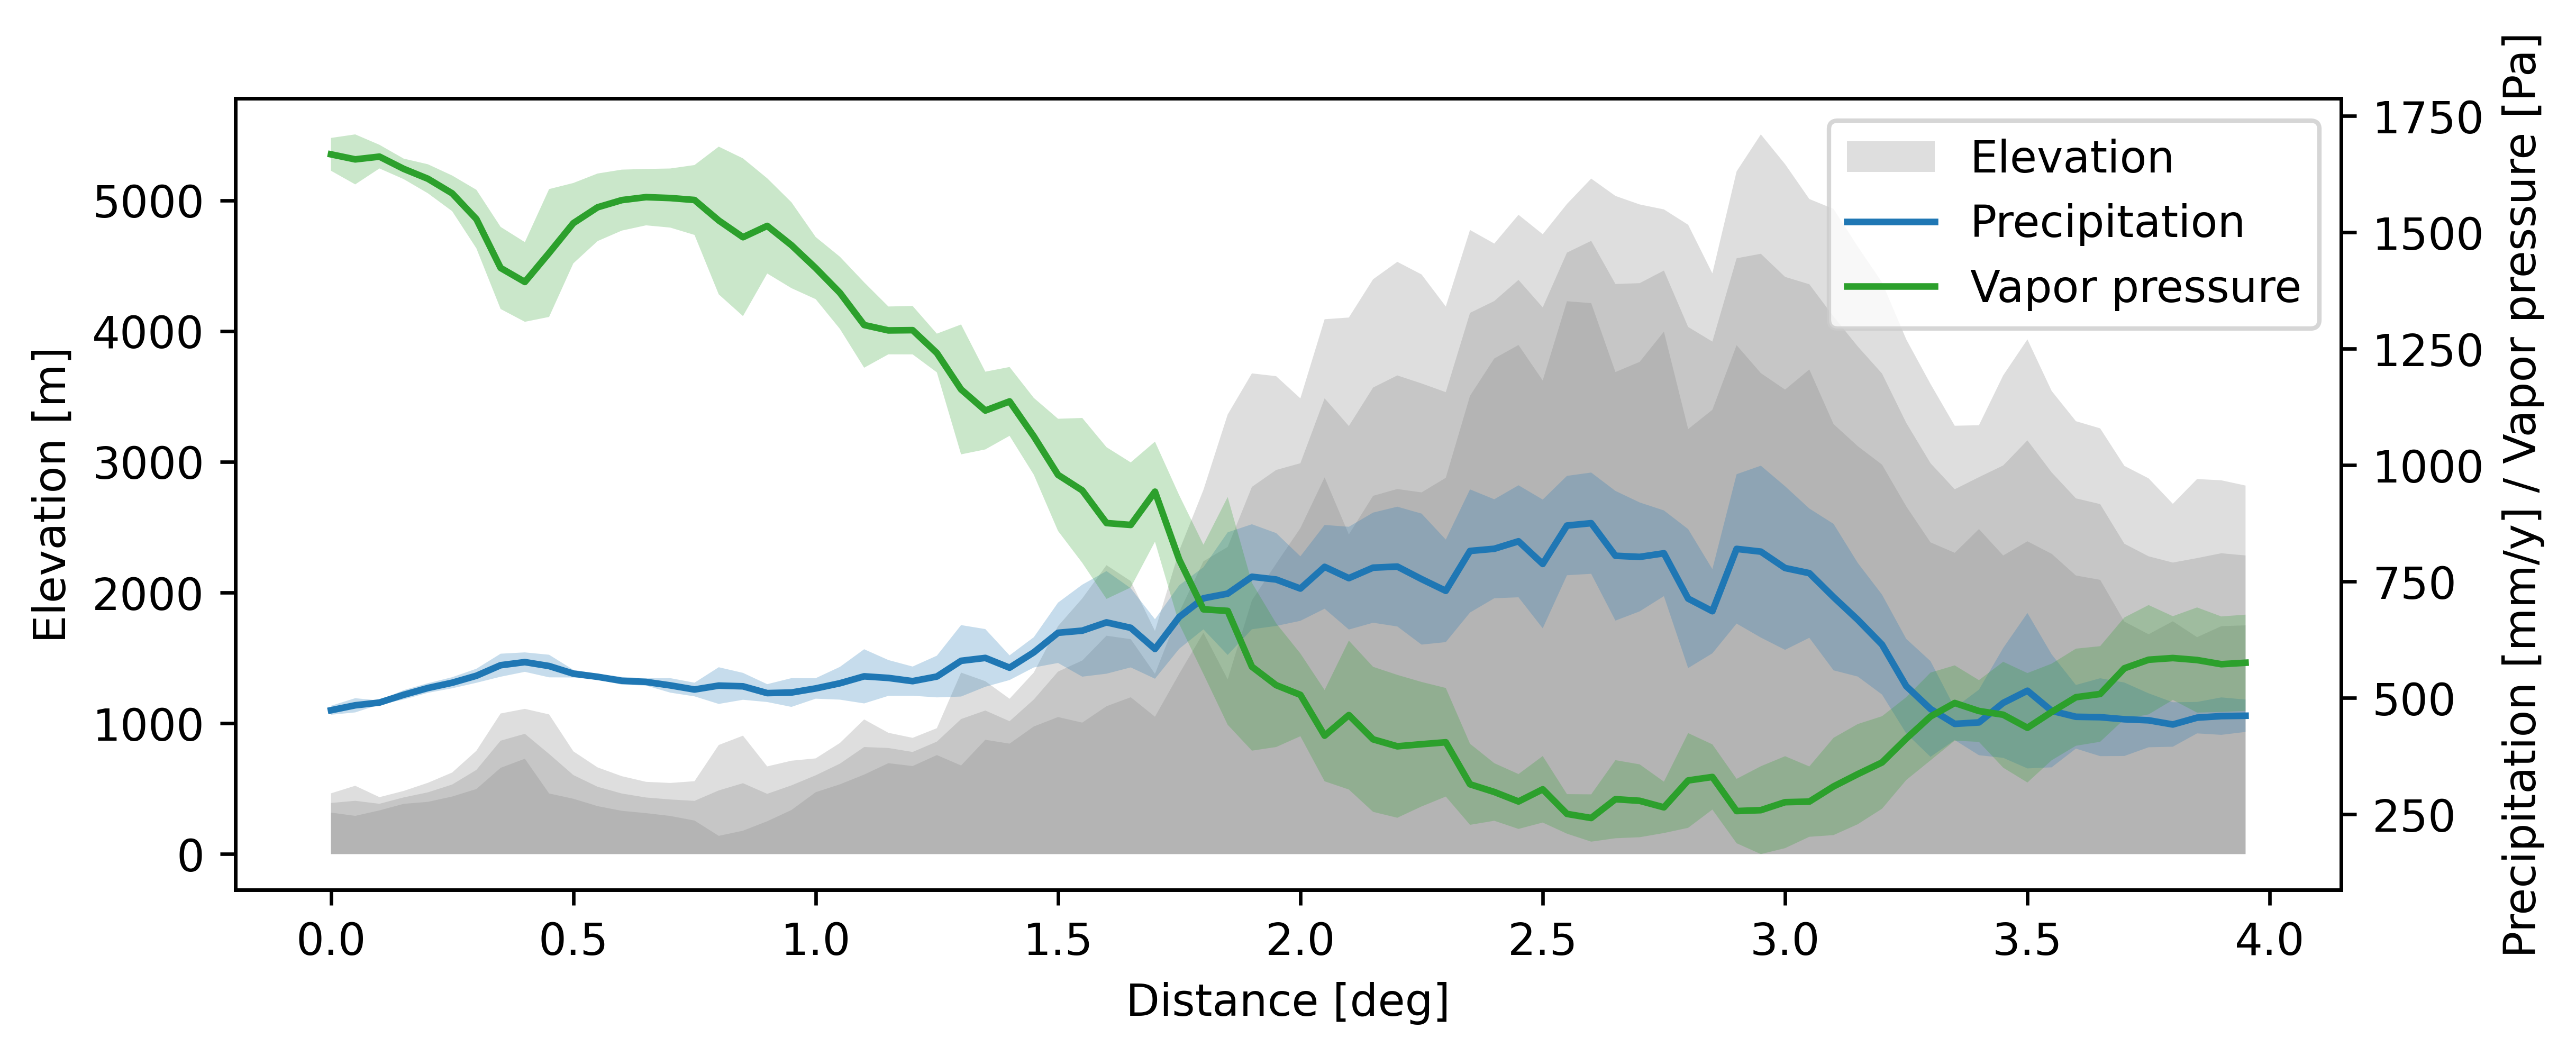 Elevation [m]
5000
4000
3000
2000
1000
0
0.0 0.5 1.0 1.5 2.0 2.5 3.0 3.5 4.0
Distance [deg]
Elevation
Precipitation
Vapor pressure
1750
1500
1250
1000
750
500
250
Precipitation [mm/y] / Vapor pressure [Pa]